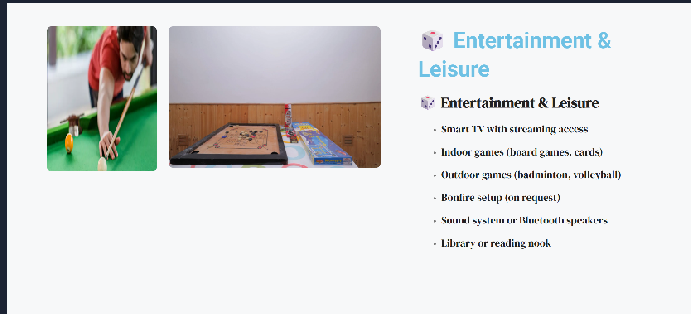 🎲 Entertainment &
Leisure
🎲 Entertainment & Leisure
• Smart TV with streaming access
• Indoor games (board games, cards)
• Outdoor games (badminton, volleyball)
• Bonfire setup (on request)
• Sound system or Bluetooth speakers
• Library or reading nook